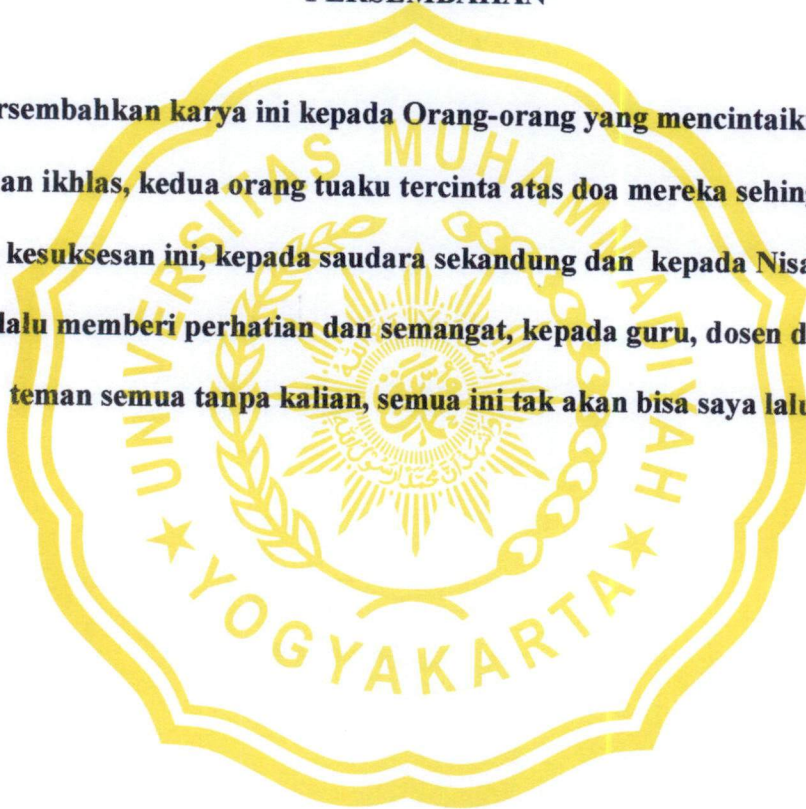 PERSEMBAHAN
rsembahkan karya ini kepada Orang-orang yang mencintaik
an ikhlas, kedua orang tuaku tercinta atas doa mereka sehin
kesuksesan ini, kepada saudara sekandung dan kepada Nisa
lalu memberi perhatian dan semangat, kepada guru, dosen d
teman semua tanpa kalian, semua ini tak akan bisa saya lalu
UNIVERSITAS MUHAMMADIYAH
★ YOGYAKARTA ★